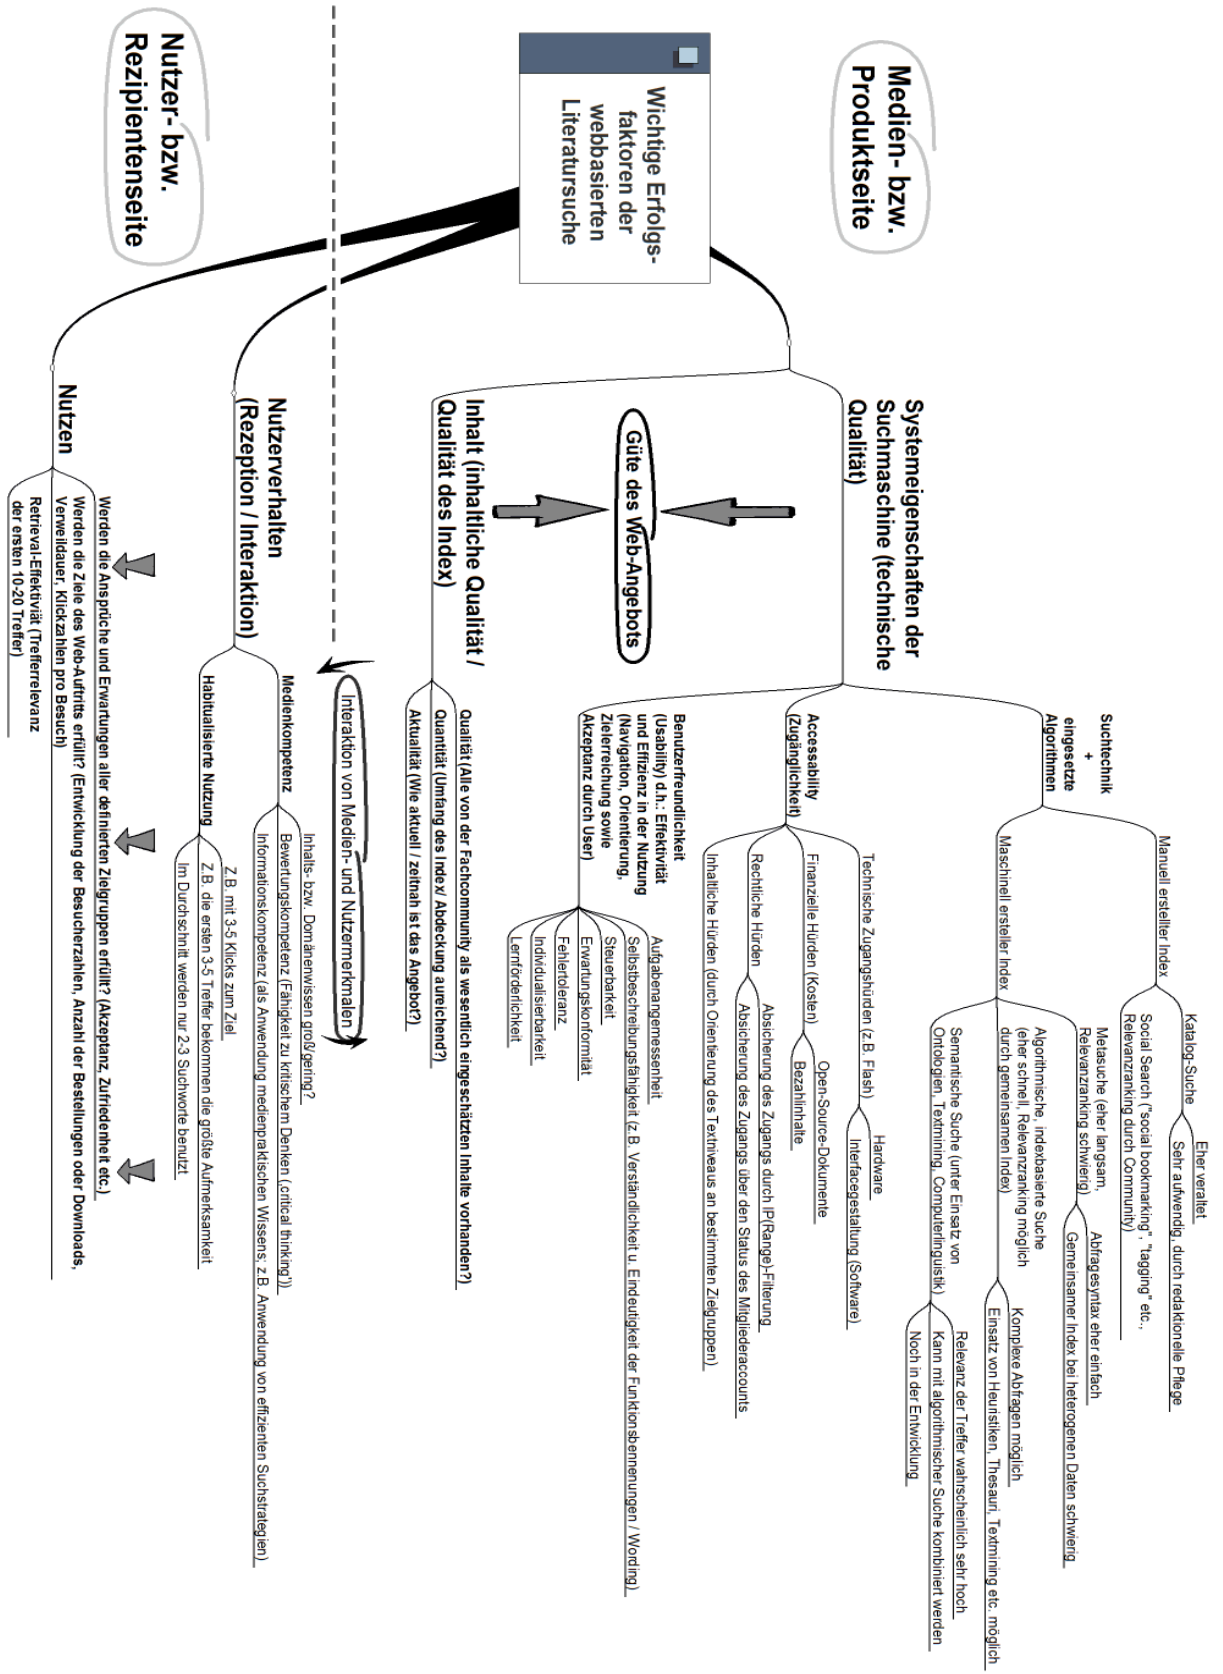 Medien- bzw.
Produktseite
Wichtige Erfolgs-
faktoren der
webbasierten
Literatursuche
Nutzer- bzw.
Rezipientenseite
Systemeigenschaften der
Suchmaschine (technische
Qualität)
Suchtechnik
+
eingesetzte
Algorithmen
Manuell erstellter Index
Katalog-Suche
Eher veraltet
Sehr aufwendig, durch redaktionelle Pflege
Social Search ("social bookmarking", "tagging" etc.,
Relevanzranking durch Community)
Maschinell ersteller Index
Metasuche (eher langsam,
Relevanzranking schwierig)
Abfragesyntax eher einfach
Gemeinsamer Index bei heterogenen Daten schwierig
Algorithmische, indexbasierte Suche
(eher schnell, Relevanzranking möglich
durch gemeinsamen Index)
Komplexe Abfragen möglich
Einsatz von Heuristiken, Thesauri, Textmining etc. möglich
Semantische Suche (unter Einsatz von
Ontologien, Textmining, Computerlinguistik)
Relevanz der Treffer wahrscheinlich sehr hoch
Kann mit algorithmischer Suche kombiniert werden
Noch in der Entwicklung
Accessability
(Zugänglichkeit)
Technische Zugangshürden (z.B. Flash)
Hardware
Interfacegestaltung (Software)
Finanzielle Hürden (Kosten)
Open-Source-Dokumente
Bezahlinhalte
Rechtliche Hürden
Absicherung des Zugangs durch IP(Range)-Filterung
Absicherung des Zugangs über den Status des Mitgliederaccounts
Inhaltliche Hürden (durch Orientierung des Textniveaus an bestimmten Zielgruppen)
Benutzerfreundlichkeit
(Usability) d.h.: Effektivität
und Effizienz in der Nutzung
(Navigation, Orientierung,
Zielerreichung sowie
Akzeptanz durch User)
Aufgabenangemessenheit
Selbstbeschreibungsfähigkeit (z.B. Verständlichkeit u. Eindeutigkeit der Funktionsbennenungen / Wording)
Steuerbarkeit
Erwartungskonformität
Fehlertoleranz
Individualisierbarkeit
Lernförderlichkeit
Güte des Web-Angebots
Inhalt (inhaltliche Qualität /
Qualität des Index)
Qualität (Alle von der Fachcommunity als wesentlich eingeschätzten Inhalte vorhanden?)
Quantität (Umfang des Index/ Abdeckung aureichend?)
Aktualität (Wie aktuell / zeitnah ist das Angebot?)
Interaktion von Medien- und Nutzermerkmalen
Nutzerverhalten
(Rezeption / Interaktion)
Medienkompetenz
Inhalts- bzw. Domänenwissen groß/gering?
Bewertungskompetenz (Fähigkeit zu kritischem Denken (‚critical thinking'))
Informationskompetenz (als Anwendung medienpraktischen Wissens; z.B. Anwendung von effizienten Suchstrategien)
Habitualisierte Nutzung
Z.B. mit 3-5 Klicks zum Ziel
Z.B. die ersten 3-5 Treffer bekommen die größte Aufmerksamkeit
Im Durchschnitt werden nur 2-3 Suchworte benutzt
Nutzen
Werden die Ansprüche und Erwartungen aller definierten Zielgruppen erfüllt? (Akzeptanz, Zufriedenheit etc.)
Werden die Ziele des Web-Auftritts erfüllt? (Entwicklung der Besucherzahlen, Anzahl der Bestellungen oder Downloads,
Verweildauer, Klickzahlen pro Besuch)
Retrieval-Effektiviät (Trefferrelevanz
der ersten 10-20 Treffer)